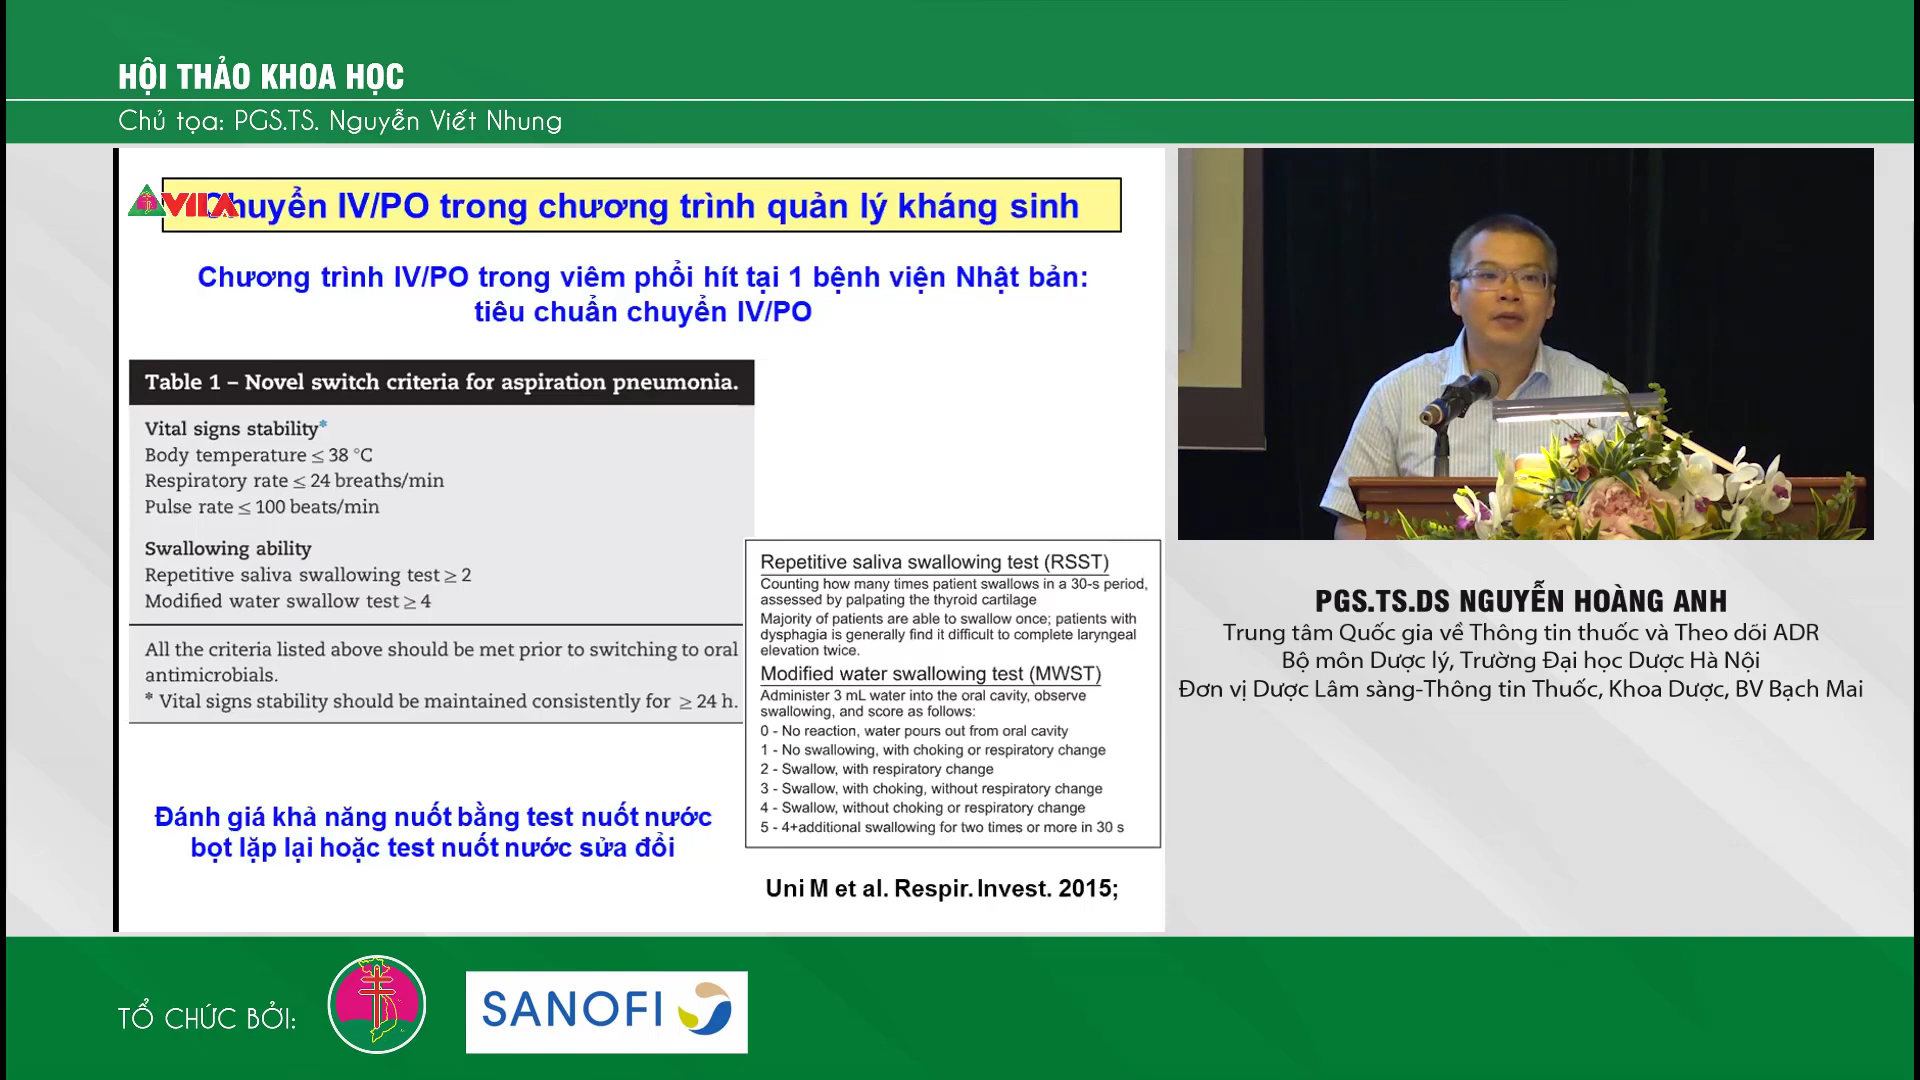 HỘI THẢO KHOA HỌC
Chủ tọa: PGS.TS. Nguyễn Viết Nhung
VILA
Chuyển IV/PO trong chương trình quản lý kháng sinh
Chương trình IV/PO trong viêm phổi hít tại 1 bệnh viện Nhật bản:
tiêu chuẩn chuyển IV/PO
Table 1 – Novel switch criteria for aspiration pneumonia.
Vital signs stability*
Body temperature ≤ 38 °C
Respiratory rate ≤ 24 breaths/min
Pulse rate ≤ 100 beats/min
Swallowing ability
Repetitive saliva swallowing test ≥ 2
Modified water swallow test ≥ 4
All the criteria listed above should be met prior to switching to oral
antimicrobials.
* Vital signs stability should be maintained consistently for ≥ 24 h.
Đánh giá khả năng nuốt bằng test nuốt nước
bọt lặp lại hoặc test nuốt nước sửa đổi
Repetitive saliva swallowing test (RSST)
Counting how many times patient swallows in a 30-s period,
assessed by palpating the thyroid cartilage
Majority of patients are able to swallow once; patients with
dysphagia is generally find it difficult to complete laryngeal
elevation twice.
Modified water swallowing test (MWST)
Administer 3 mL water into the oral cavity, observe
swallowing, and score as follows:
0 - No reaction, water pours out from oral cavity
1 - No swallowing, with choking or respiratory change
2 - Swallow, with respiratory change
3 - Swallow, with choking, without respiratory change
4 - Swallow, without choking or respiratory change
5 - 4+additional swallowing for two times or more in 30 s
Uni M et al. Respir. Invest. 2015;
PGS.TS.DS NGUYỄN HOÀNG ANH
Trung tâm Quốc gia về Thông tin thuốc và Theo dõi ADR
Bộ môn Dược lý, Trường Đại học Dược Hà Nội
Đơn vị Dược Lâm sàng-Thông tin Thuốc, Khoa Dược, BV Bạch Mai
TỔ CHỨC BỞI:
SANOFI